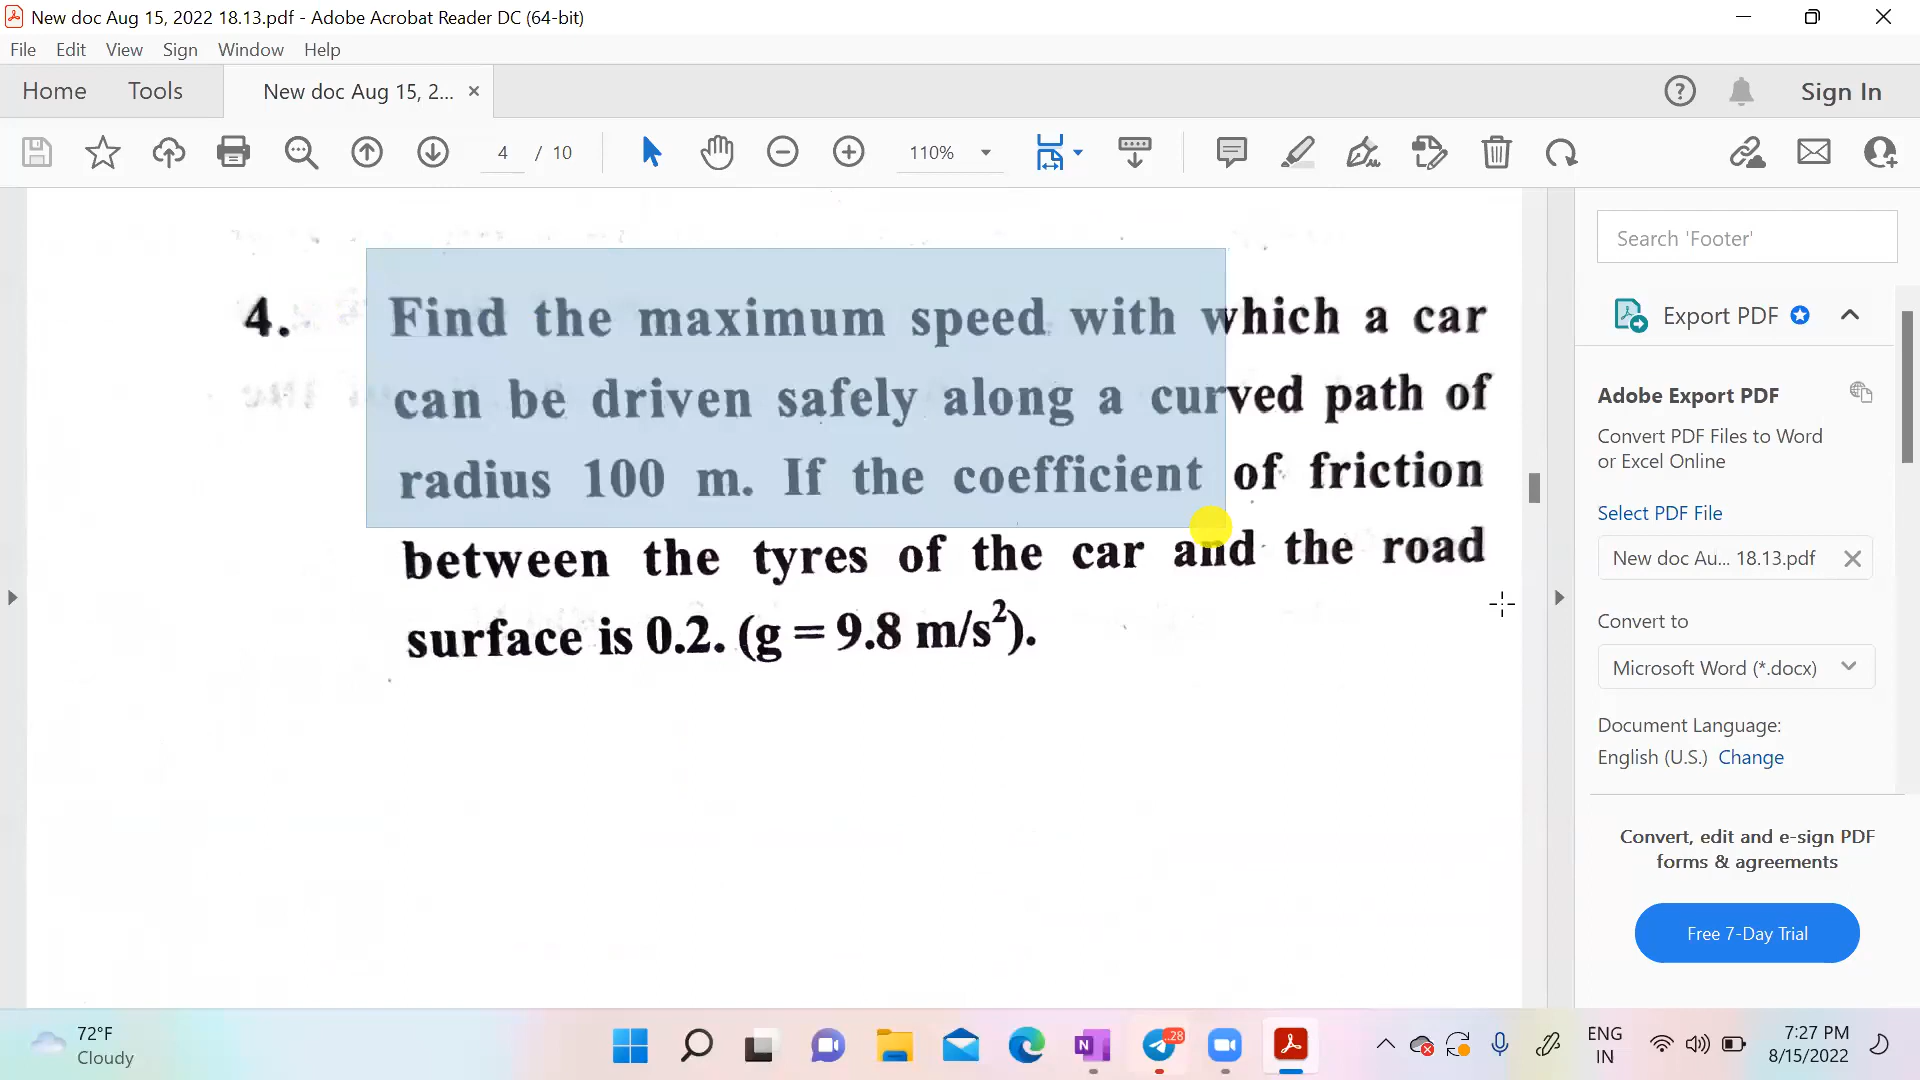 New doc Aug 15, 2022 18.13.pdf - Adobe Acrobat Reader DC (64-bit)
File Edit View Sign Window Help
Home Tools New doc Aug 15, 2... ×
Sign In
4 / 10 110%
Search 'Footer'
4. Find the maximum speed with which a car
can be driven safely along a curved path of
radius 100 m. If the coefficient of friction
between the tyres of the car and the road
surface is 0.2. (g = 9.8 m/s²).
Export PDF
Adobe Export PDF
Convert PDF Files to Word
or Excel Online
Select PDF File
New doc Au... 18.13.pdf
Convert to
Microsoft Word (*.docx)
Document Language:
English (U.S.) Change
Convert, edit and e-sign PDF
forms & agreements
Free 7-Day Trial
72°F
Cloudy
28
ENG
IN
7:27 PM
8/15/2022